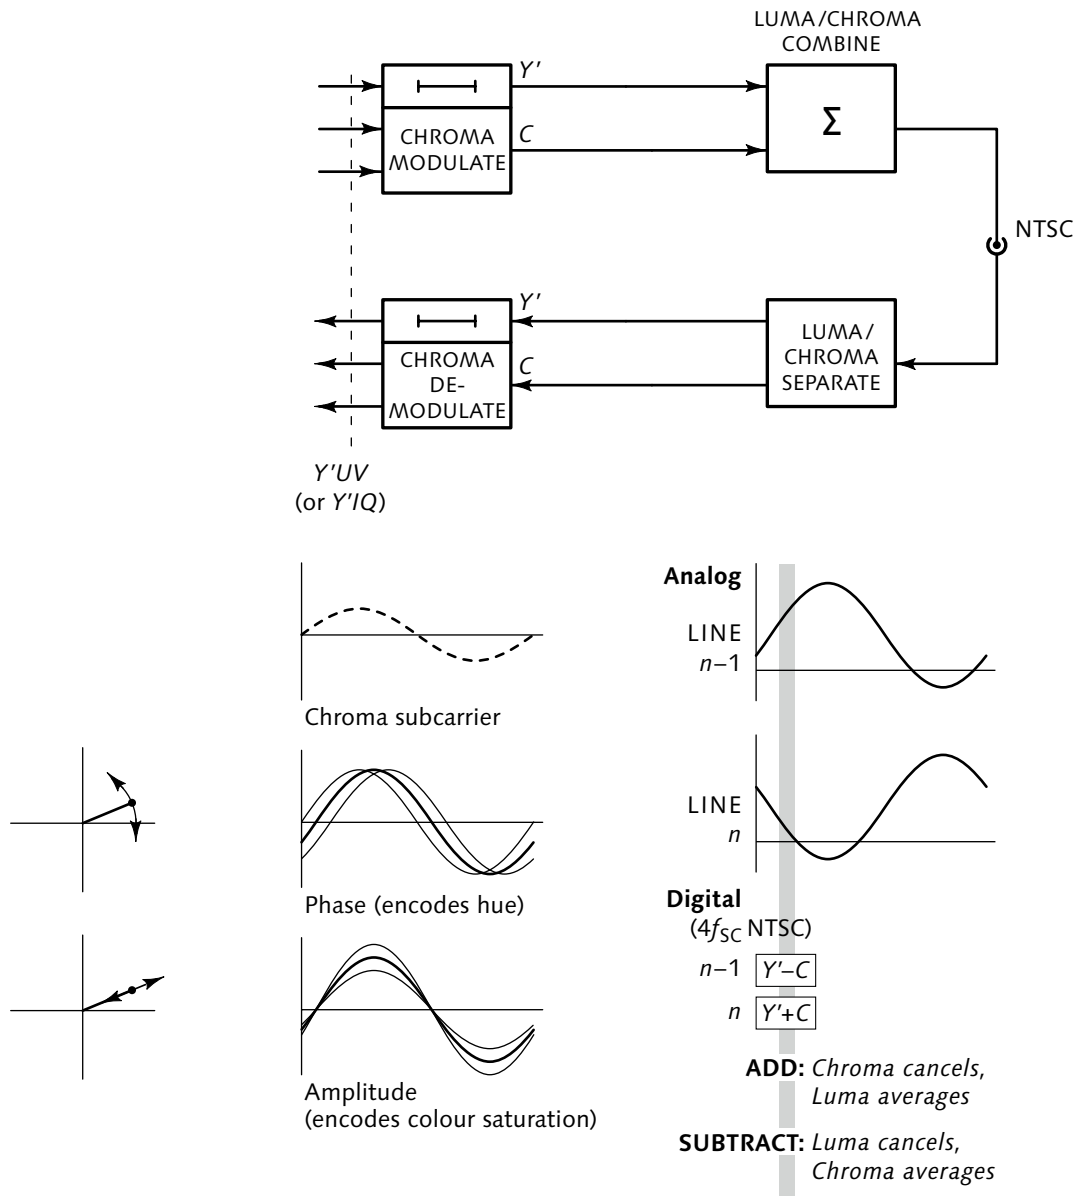 LUMA/CHROMA
COMBINE
Y'
Σ
CHROMA
MODULATE
C
NTSC
Y'
CHROMA
DE-
MODULATE
C
LUMA/
CHROMA
SEPARATE
Y'UV
(or Y'IQ)
Chroma subcarrier
Phase (encodes hue)
Amplitude
(encodes colour saturation)
Analog
LINE
n–1
LINE
n
Digital
(4fSC NTSC)
n–1 Y'–C
n Y'+C
ADD: Chroma cancels,
Luma averages
SUBTRACT: Luma cancels,
Chroma averages